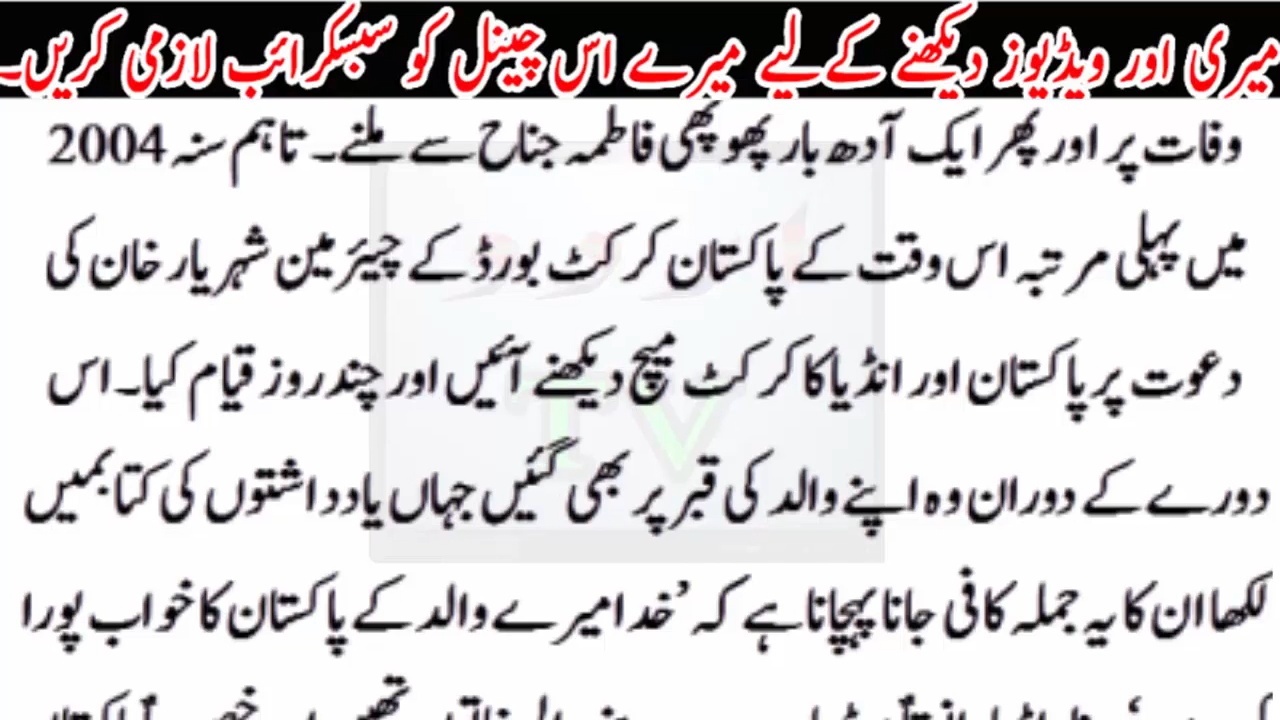 میری اور ویڈیوز دیکھنے کے لیے میرے اس چینل کو سبسکرائب لازمی کریں۔
وفات پر اور پھر ایک آدھ بار پھوپھی فاطمہ جناح سے ملنے۔ تاہم سنہ 2004
میں پہلی مرتبہ اس وقت کے پاکستان کرکٹ بورڈ کے چیئرمین شہریار خان کی
دعوت پر پاکستان اور انڈیا کا کرکٹ میچ دیکھنے آئیں اور چند روز قیام کیا۔ اس
دورے کے دوران وہ اپنے والد کی قبر پر بھی گئیں جہاں یادداشتوں کی کتابمیں
لکھا ان کا یہ جملہ کافی جانا پہچانا ہے کہ ’خدا میرے والد کے پاکستان کا خواب پورا
TV